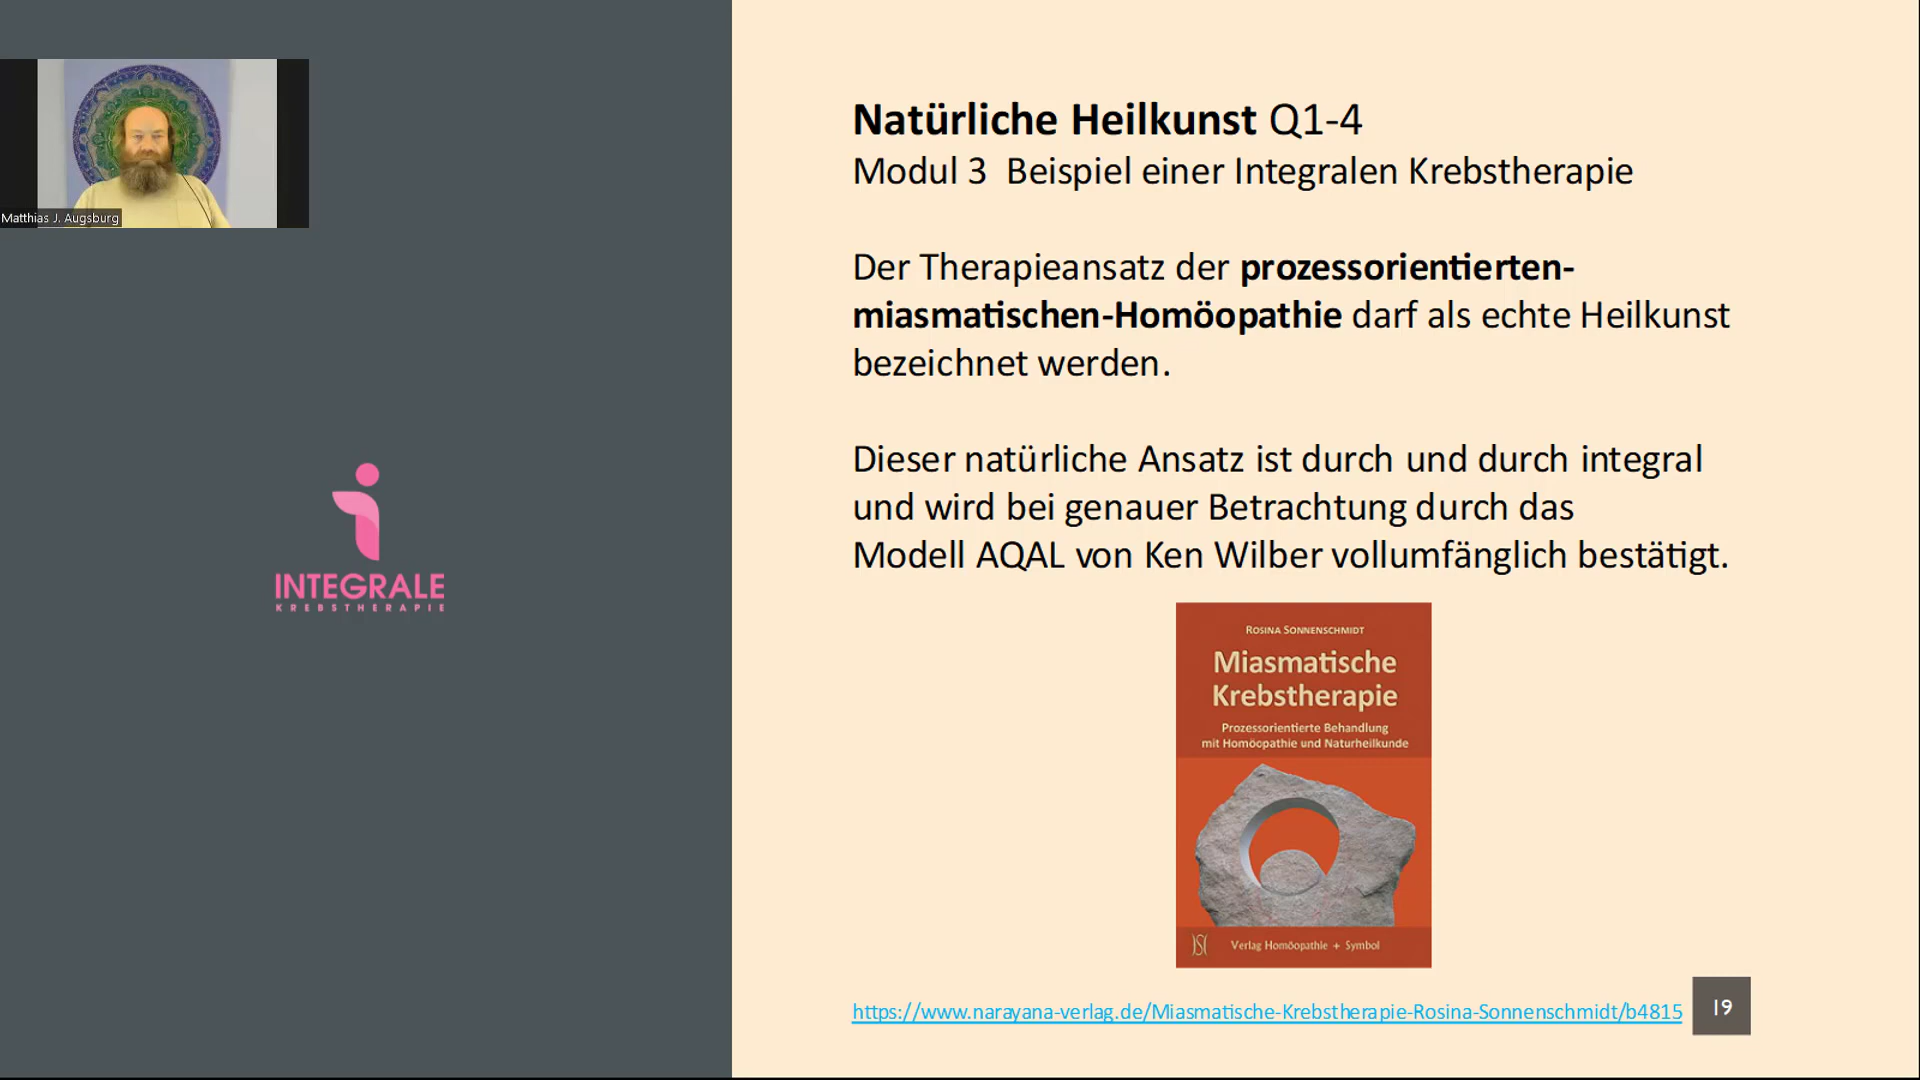 Matthias J. Augsburg
INTEGRALE
KREBSTHERAPIE
Natürliche Heilkunst Q1-4
Modul 3 Beispiel einer Integralen Krebstherapie
Der Therapieansatz der prozessorientierten-
miasmatischen-Homöopathie darf als echte Heilkunst
bezeichnet werden.
Dieser natürliche Ansatz ist durch und durch integral
und wird bei genauer Betrachtung durch das
Modell AQAL von Ken Wilber vollumfänglich bestätigt.
ROSINA SONNENSCHMIDT
Miasmatische
Krebstherapie
Prozessorientierte Behandlung
mit Homöopathie und Naturheilkunde
Verlag Homöopathie + Symbol
https://www.narayana-verlag.de/Miasmatische-Krebstherapie-Rosina-Sonnenschmidt/b4815
19